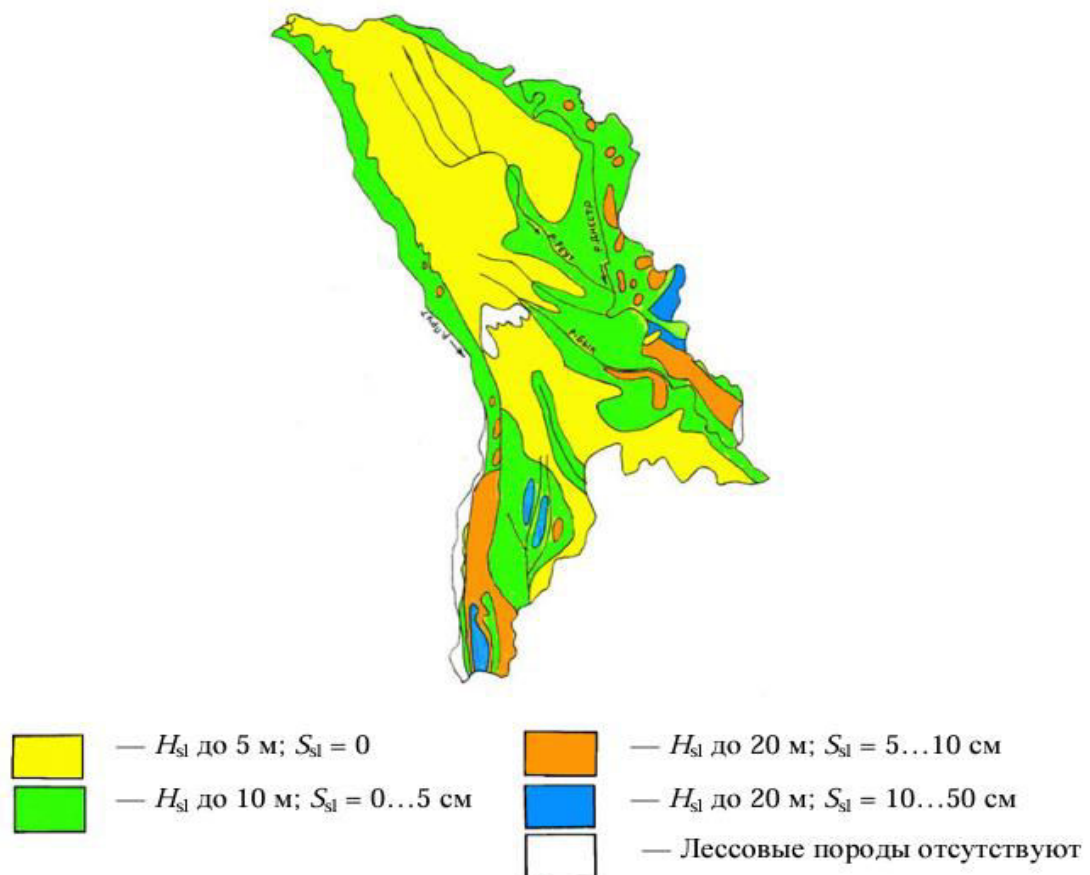 р. ДНЕСТР
р. РЕУТ
р. ПРУТ
р. БЫК
— Hsl до 5 м; Ssl = 0
— Hsl до 10 м; Ssl = 0…5 см
— Hsl до 20 м; Ssl = 5…10 см
— Hsl до 20 м; Ssl = 10…50 см
— Лессовые породы отсутствуют